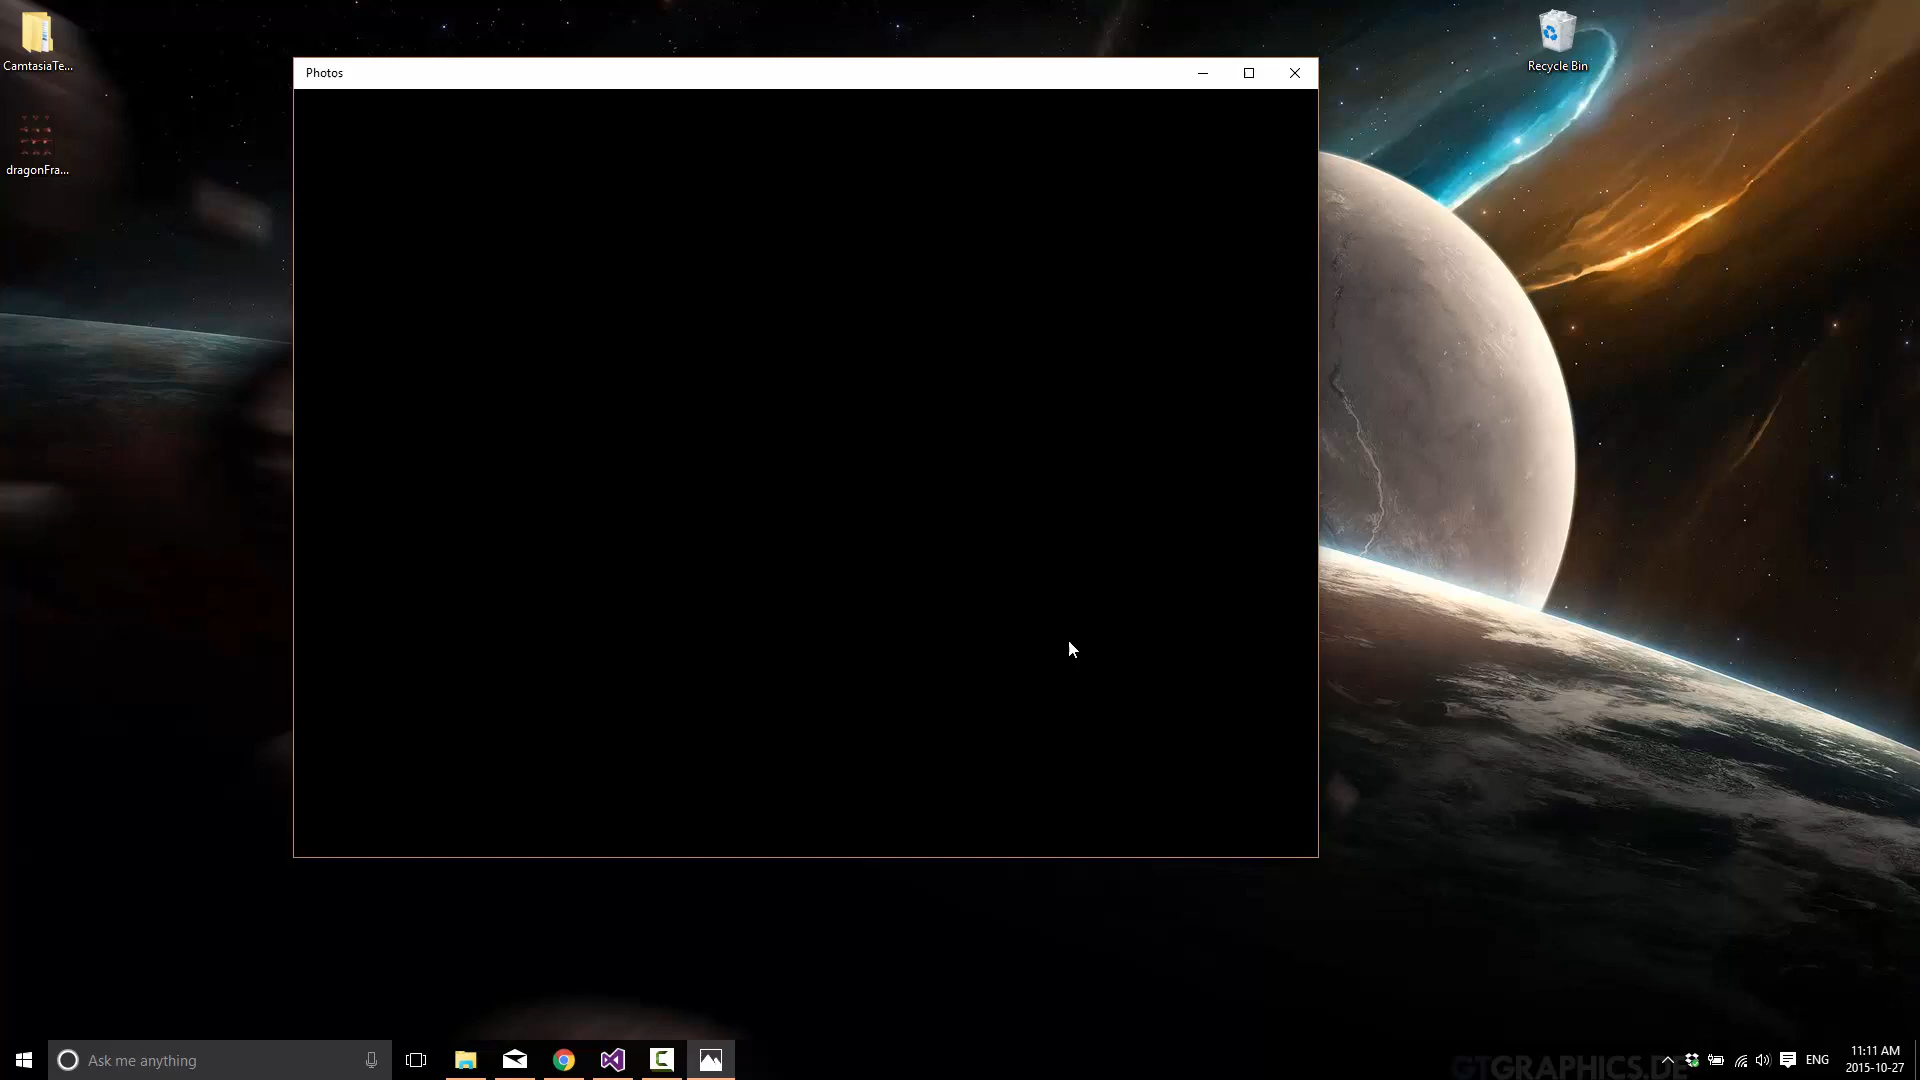 CamtasiaTe...
dragonFra...
Photos
Recycle Bin
Ask me anything
GTGRAPHICS.DE
ENG
11:11 AM
2015-10-27